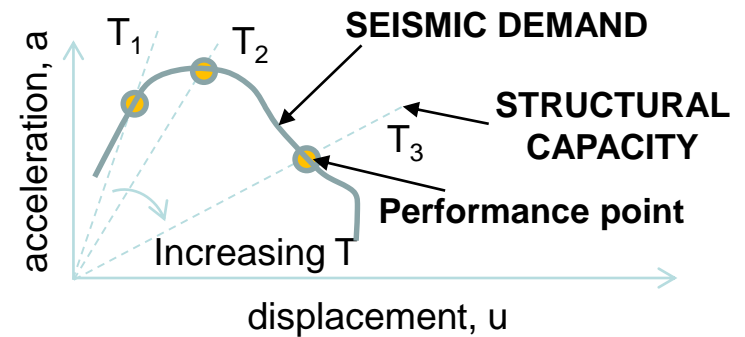 SEISMIC DEMAND
T1
T2
STRUCTURAL
CAPACITY
T3
Performance point
Increasing T
acceleration, a
displacement, u